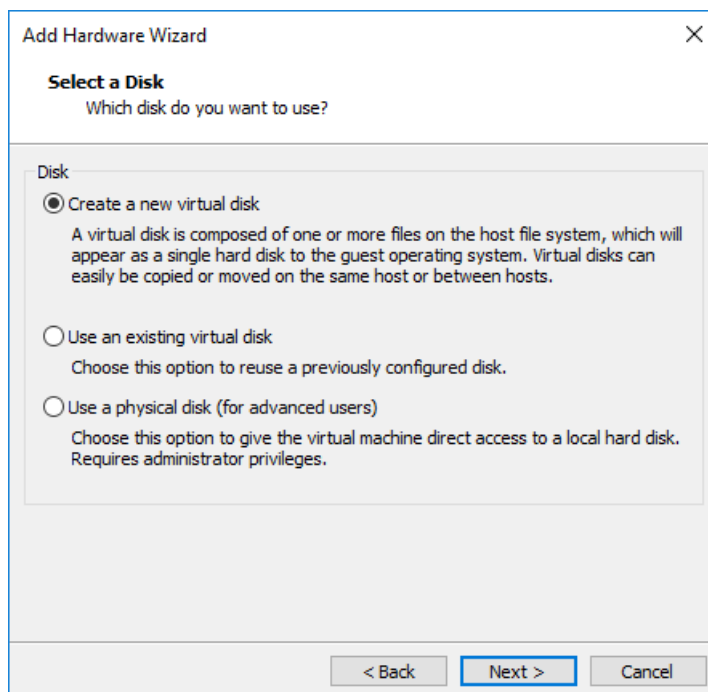 Add Hardware Wizard
Select a Disk
Which disk do you want to use?
Disk
Create a new virtual disk
A virtual disk is composed of one or more files on the host file system, which will
appear as a single hard disk to the guest operating system. Virtual disks can
easily be copied or moved on the same host or between hosts.
Use an existing virtual disk
Choose this option to reuse a previously configured disk.
Use a physical disk (for advanced users)
Choose this option to give the virtual machine direct access to a local hard disk.
Requires administrator privileges.
< Back
Next >
Cancel